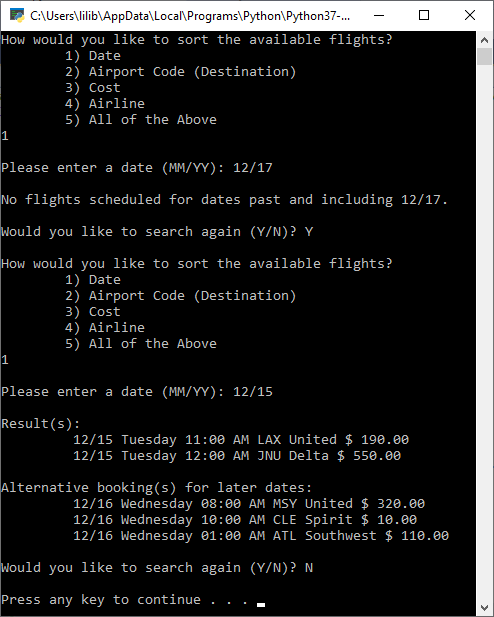 C:\Users\lilib\AppData\Local\Programs\Python\Python37-...
How would you like to sort the available flights?
1) Date
2) Airport Code (Destination)
3) Cost
4) Airline
5) All of the Above
1
Please enter a date (MM/YY): 12/17
No flights scheduled for dates past and including 12/17.
Would you like to search again (Y/N)? Y
How would you like to sort the available flights?
1) Date
2) Airport Code (Destination)
3) Cost
4) Airline
5) All of the Above
1
Please enter a date (MM/YY): 12/15
Result(s):
12/15 Tuesday 11:00 AM LAX United $ 190.00
12/15 Tuesday 12:00 AM JNU Delta $ 550.00
Alternative booking(s) for later dates:
12/16 Wednesday 08:00 AM MSY United $ 320.00
12/16 Wednesday 10:00 AM CLE Spirit $ 10.00
12/16 Wednesday 01:00 AM ATL Southwest $ 110.00
Would you like to search again (Y/N)? N
Press any key to continue . . .